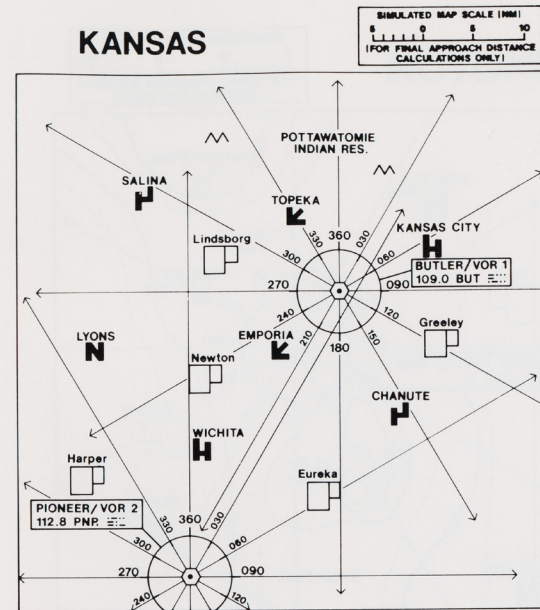 KANSAS
SIMULATED MAP SCALE (NM)
5 0 5 10
(FOR FINAL APPROACH DISTANCE
CALCULATIONS ONLY)
POTTAWATOMIE
INDIAN RES.
SALINA
TOPEKA
KANSAS CITY
Lindsborg
330
360
030
300
060
BUTLER/VOR 1
109.0 BUT
270
090
240
120
210
150
180
LYONS
EMPORIA
Greeley
Newton
CHANUTE
WICHITA
Harper
Eureka
PIONEER/VOR 2
112.8 PNR
330
360
030
300
060
270
090
240
120